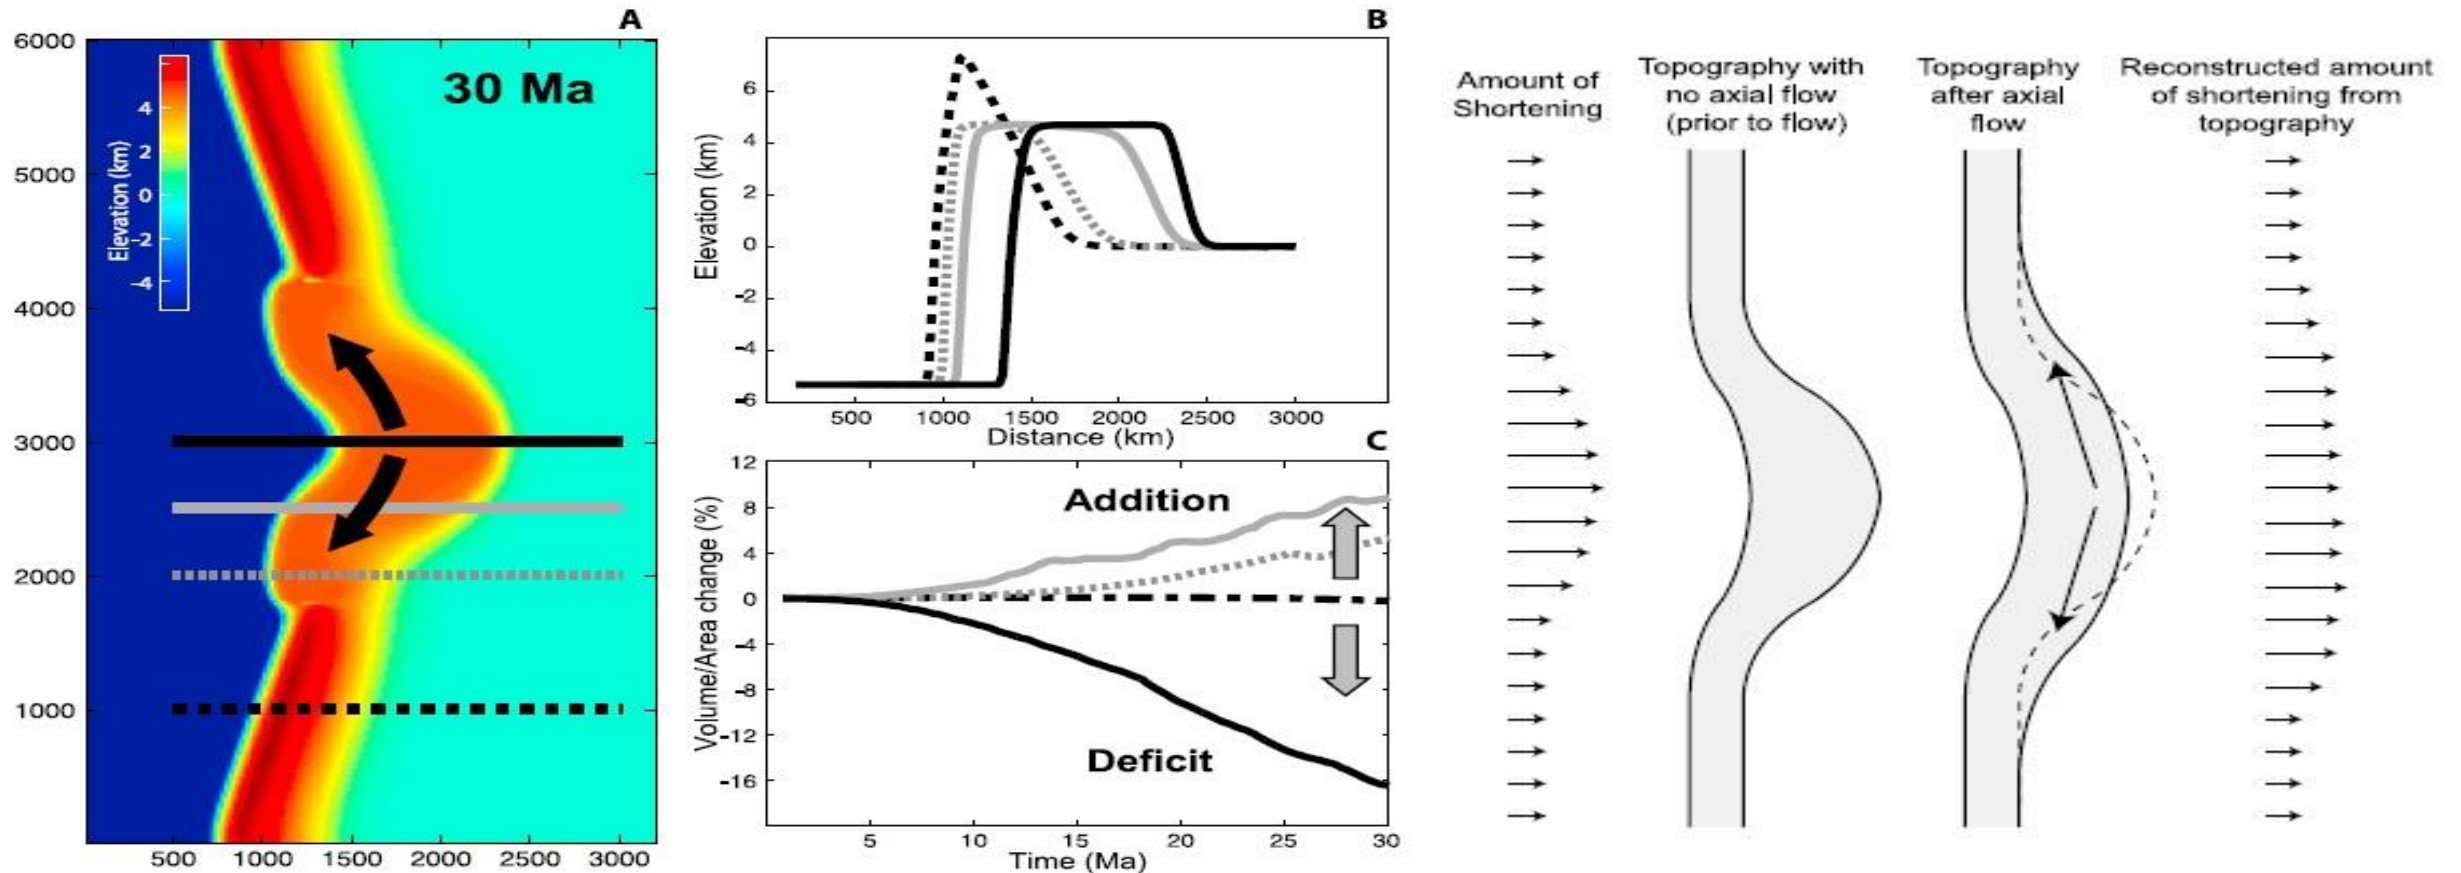 A
6000
5000
4000
3000
2000
1000
500 1000 1500 2000 2500 3000
30 Ma
Elevation (km)
4
2
0
-2
-4
B
Elevation (km)
6
4
2
0
-2
-4
-6
500 1000 1500 2000 2500 3000
Distance (km)
C
Volume/Area change (%)
12
8
4
0
-4
-8
-12
-16
Addition
Deficit
5 10 15 20 25 30
Time (Ma)
Amount of
Shortening
Topography with
no axial flow
(prior to flow)
Topography
after axial
flow
Reconstructed amount
of shortening from
topography